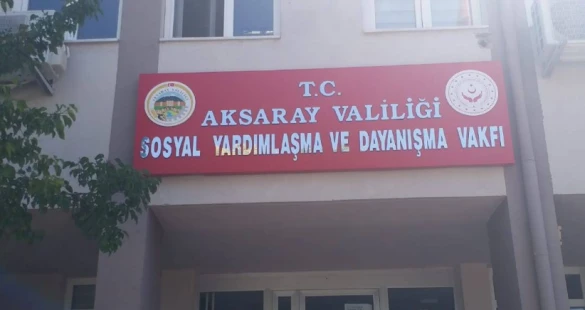 T.C.
AKSARAY VALİLİĞİ
SOSYAL YARDIMLAŞMA VE DAYANIŞMA VAKFI